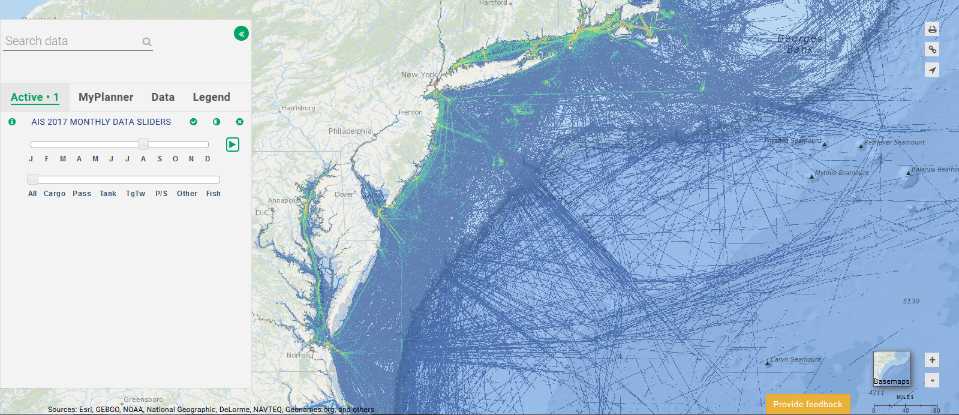 Search data
«
Active • 1 MyPlanner Data Legend
AIS 2017 MONTHLY DATA SLIDERS
J F M A M J J A S O N D
All Cargo Pass Tank TgTw P/S Other Fish
Hartford
New York
Harrisburg
Trenton
Philadelphia
Dover
Annapolis
D.C.
Norfolk
Greensboro
Georges
Bank
Physalia Seamount
Retriever Seamount
Mytilus Seamount
Balanus Seamount
Caryn Seamount
5130
4211
Basemaps
+
-
MILES
0 40 80
Provide feedback
Sources: Esri, GEBCO, NOAA, National Geographic, DeLorme, NAVTEQ, Geonames.org, and others